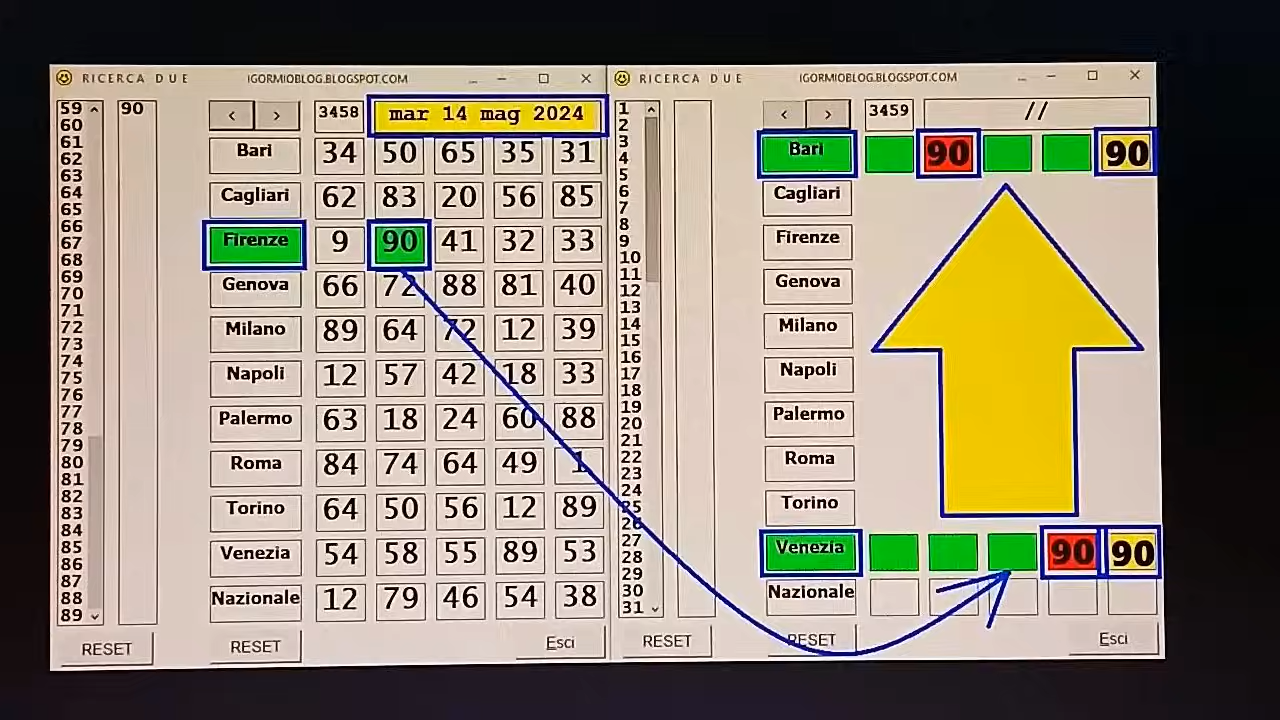 RICERCA DUE IGORMIOBLOG.BLOGSPOT.COM
59 90 < > 3458 mar 14 mag 2024
60
61
62
63
64
65
66
67
68
69
70
71
72
73
74
75
76
77
78
79
80
81
82
83
84
85
86
87
88
89
Bari 34 50 65 35 31
Cagliari 62 83 20 56 85
Firenze 9 90 41 32 33
Genova 66 72 88 81 40
Milano 89 64 72 12 39
Napoli 12 57 42 18 33
Palermo 63 18 24 60 88
Roma 84 74 64 49 1
Torino 64 50 56 12 89
Venezia 54 58 55 89 53
Nazionale 12 79 46 54 38
RESET RESET Esci
RICERCA DUE IGORMIOBLOG.BLOGSPOT.COM
1 < > 3459 //
2
3
4
5
6
7
8
9
10
11
12
13
14
15
16
17
18
19
20
21
22
23
24
25
26
27
28
29
30
31
Bari 90 90
Cagliari
Firenze
Genova
Milano
Napoli
Palermo
Roma
Torino
Venezia 90 90
Nazionale
RESET RESET Esci